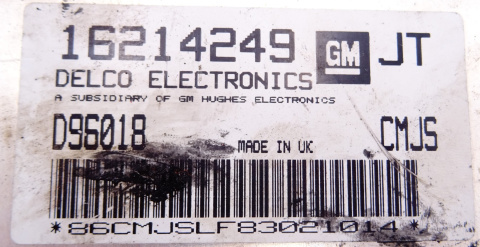 16214249 GM JT
DELCO ELECTRONICS
A SUBSIDIARY OF GM HUGHES ELECTRONICS
D96018 MADE IN UK CMJS
*86CMJSLF83021014*